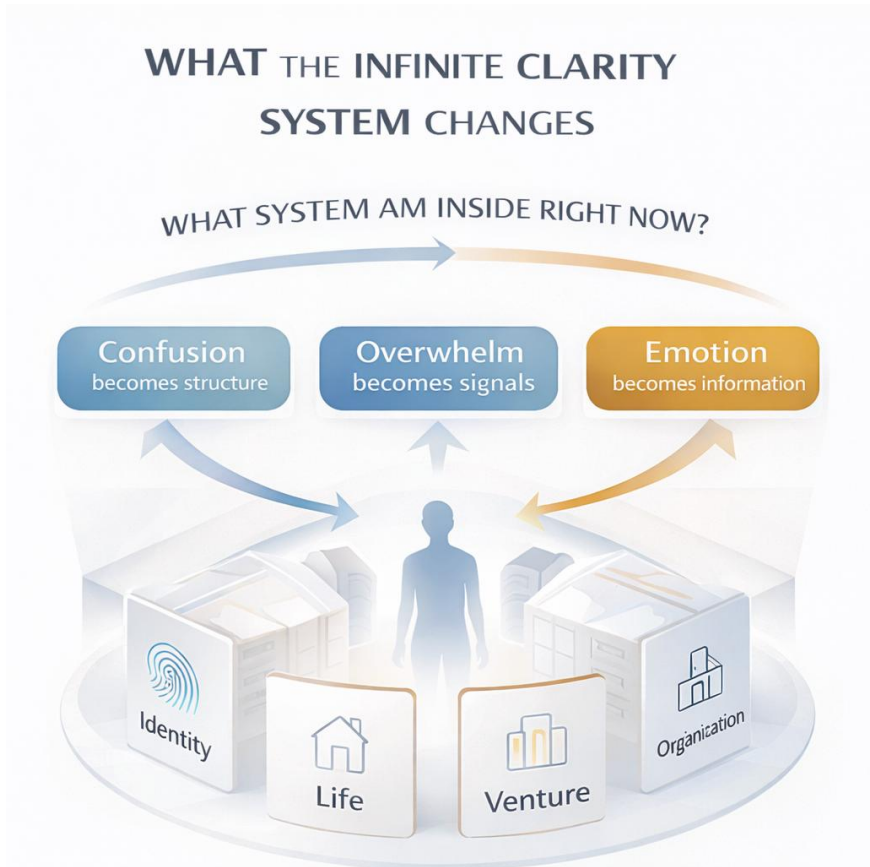 WHAT THE INFINITE CLARITY
SYSTEM CHANGES
WHAT SYSTEM AM INSIDE RIGHT NOW?
Confusion
becomes structure
Overwhelm
becomes signals
Emotion
becomes information
Identity
Life
Venture
Organization